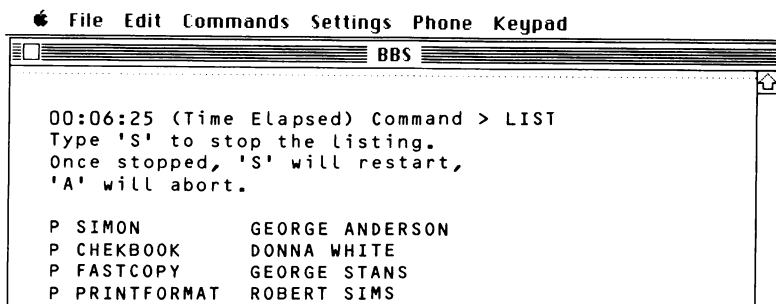 File Edit Commands Settings Phone Keypad
BBS
00:06:25 (Time Elapsed) Command > LIST
Type 'S' to stop the listing.
Once stopped, 'S' will restart,
'A' will abort.
P SIMON GEORGE ANDERSON
P CHEKBOOK DONNA WHITE
P FASTCOPY GEORGE STANS
P PRINTFORMAT ROBERT SIMS